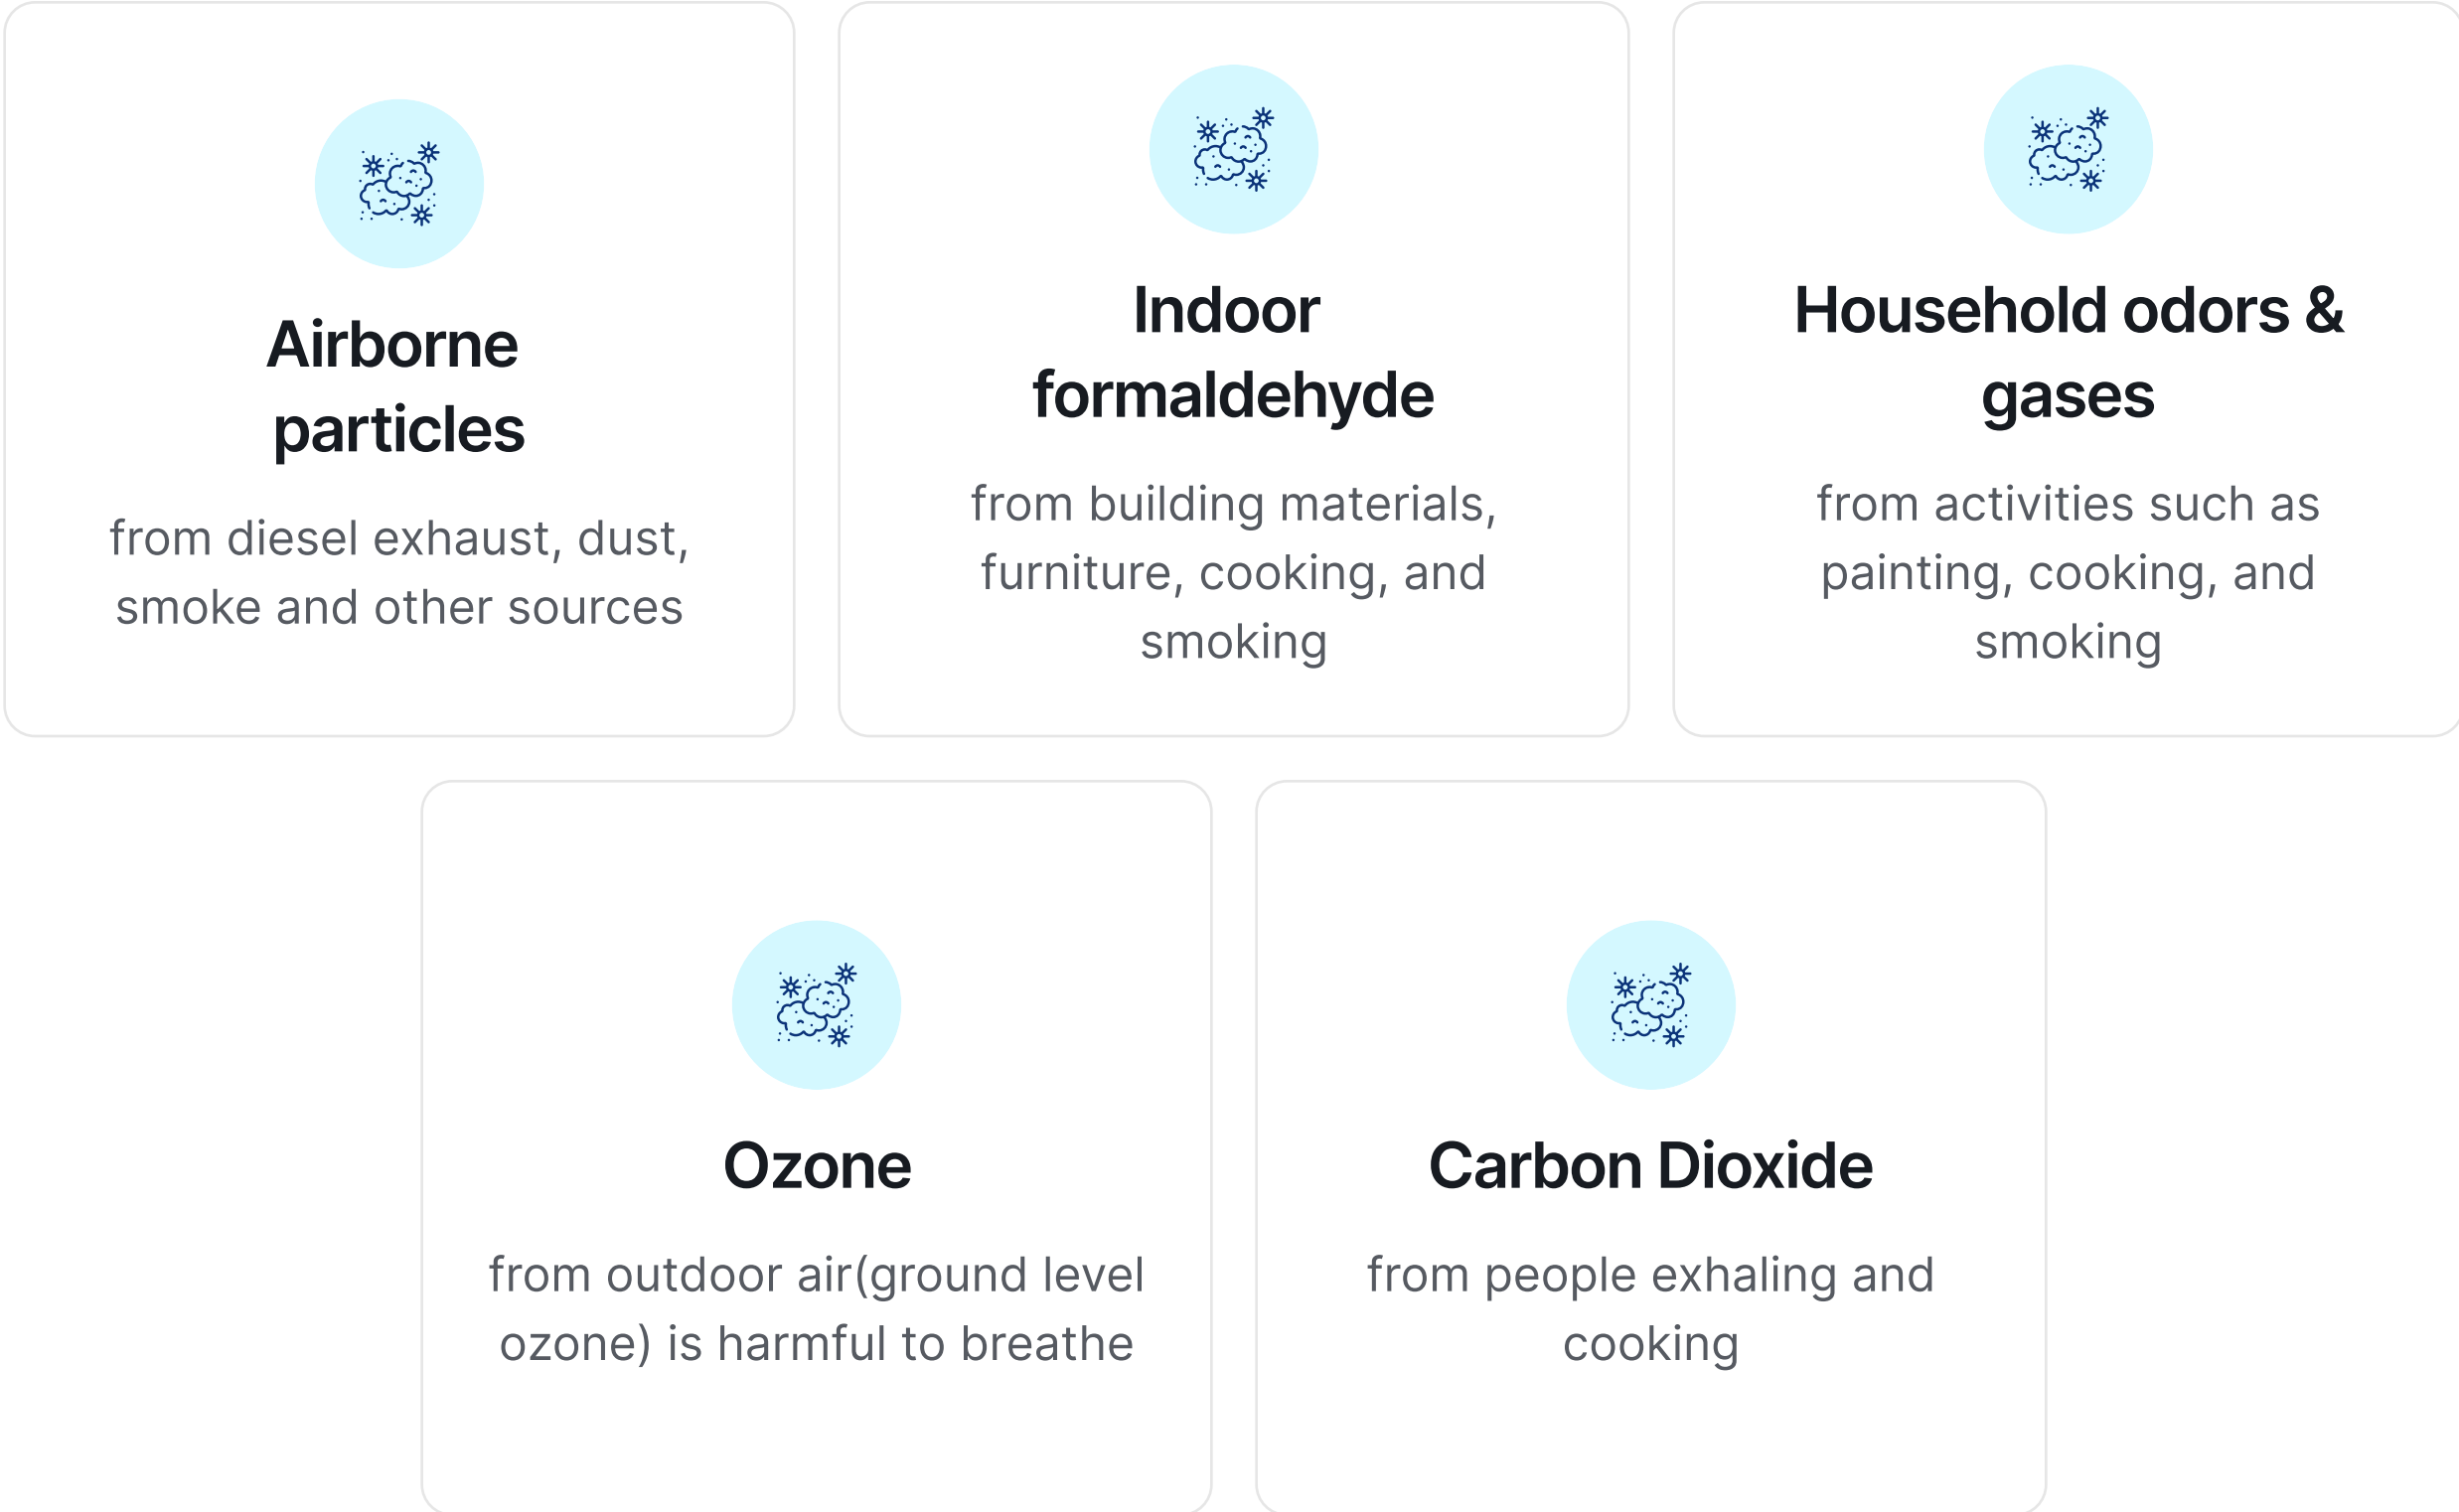 Airborne
particles
from diesel exhaust, dust,
smoke and other sources
Indoor
formaldehyde
from building materials,
furniture, cooking, and
smoking
Household odors &
gases
from activities such as
painting, cooking, and
smoking
Ozone
from outdoor air(ground level
ozone) is harmful to breathe
Carbon Dioxide
from people exhaling and
cooking